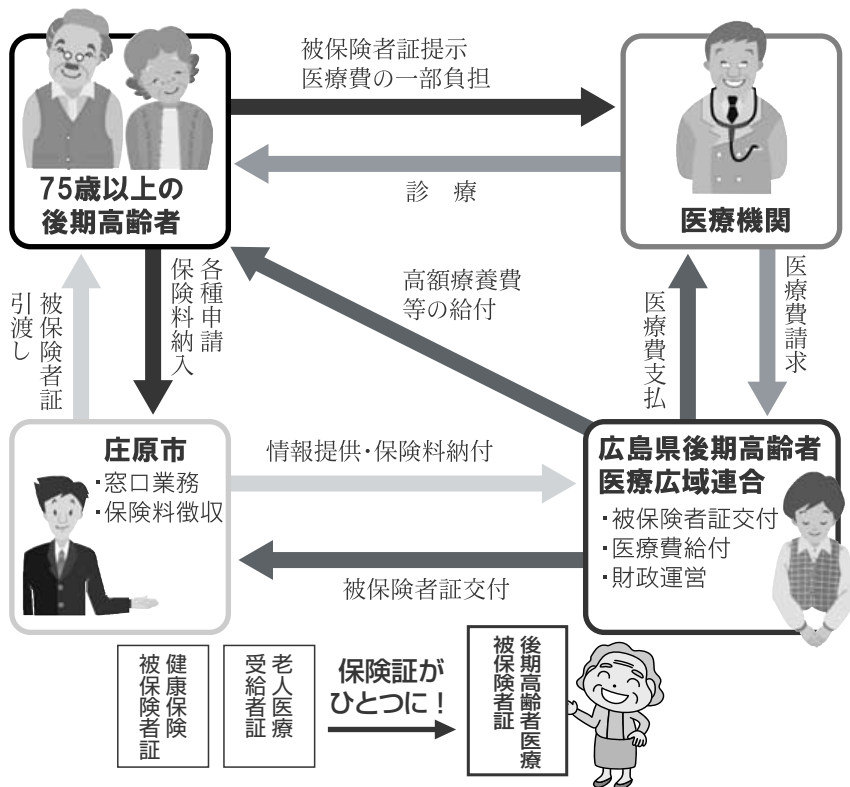 被保険者証提示
医療費の一部負担
診　療
75歳以上の
後期高齢者
医療機関
高額療養費
等の給付
各種申請
保険料納入
被保険者証
引渡し
医療費請求
医療費支払
庄原市
・窓口業務
・保険料徴収
情報提供・保険料納付
被保険者証交付
広島県後期高齢者
医療広域連合
・被保険者証交付
・医療費給付
・財政運営
健康保険
被保険者証
老人医療
受給者証
保険証が
ひとつに！
後期高齢者医療
被保険者証